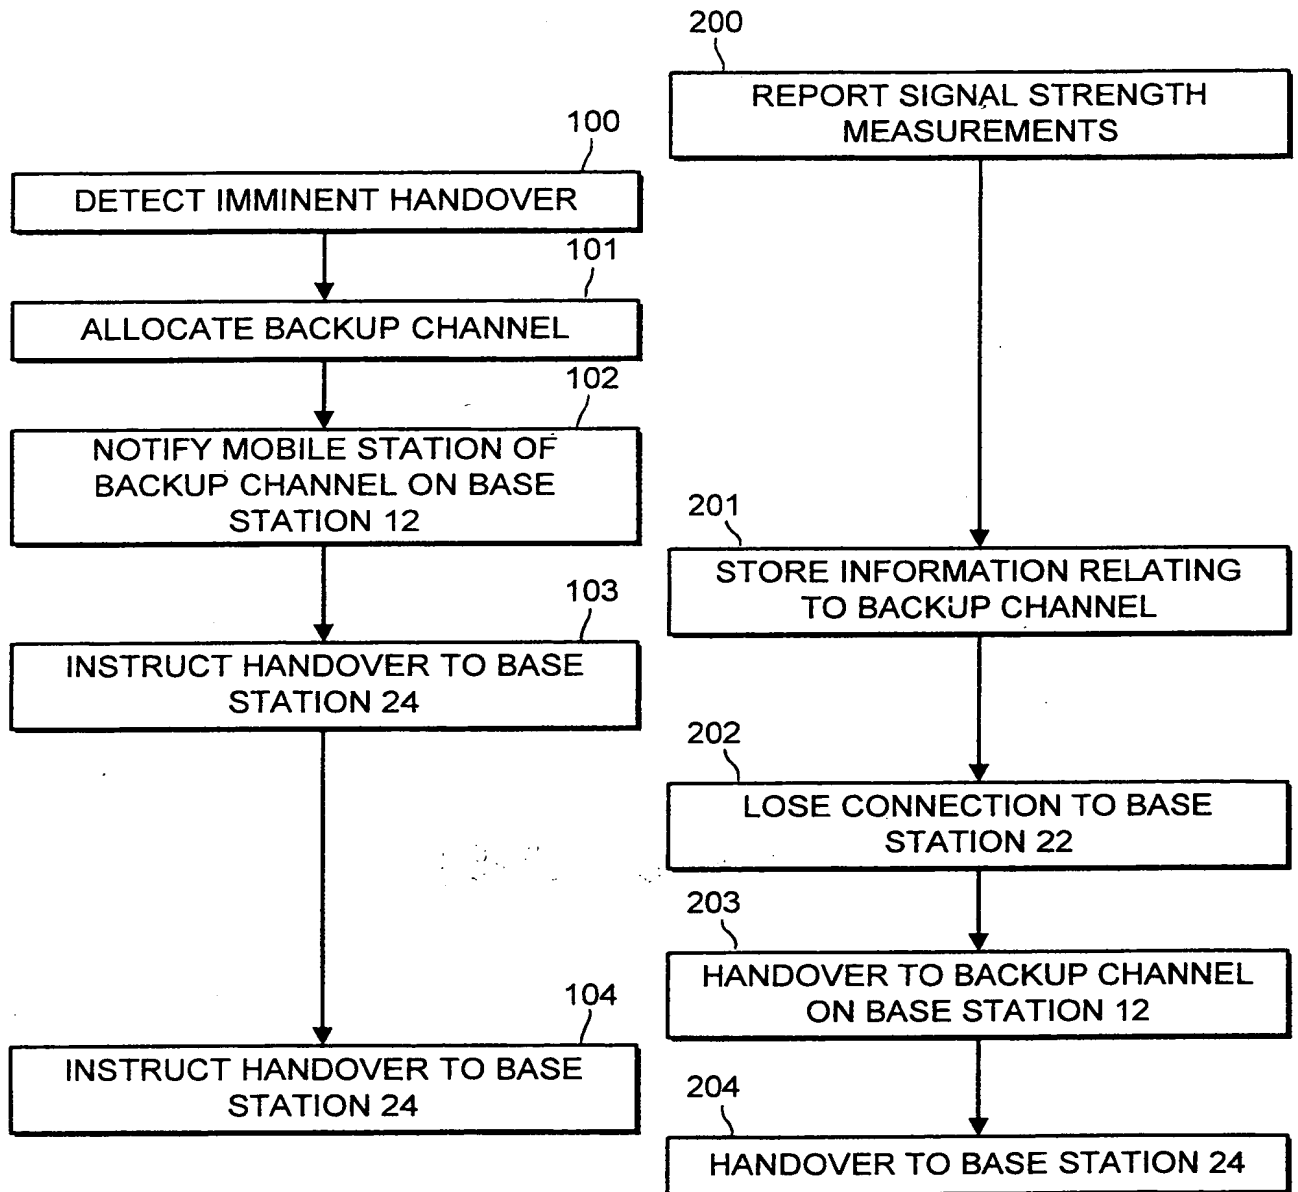 100
DETECT IMMINENT HANDOVER
101
ALLOCATE BACKUP CHANNEL
102
NOTIFY MOBILE STATION OF
BACKUP CHANNEL ON BASE
STATION 12
103
INSTRUCT HANDOVER TO BASE
STATION 24
104
INSTRUCT HANDOVER TO BASE
STATION 24
200
REPORT SIGNAL STRENGTH
MEASUREMENTS
201
STORE INFORMATION RELATING
TO BACKUP CHANNEL
202
LOSE CONNECTION TO BASE
STATION 22
203
HANDOVER TO BACKUP CHANNEL
ON BASE STATION 12
204
HANDOVER TO BASE STATION 24